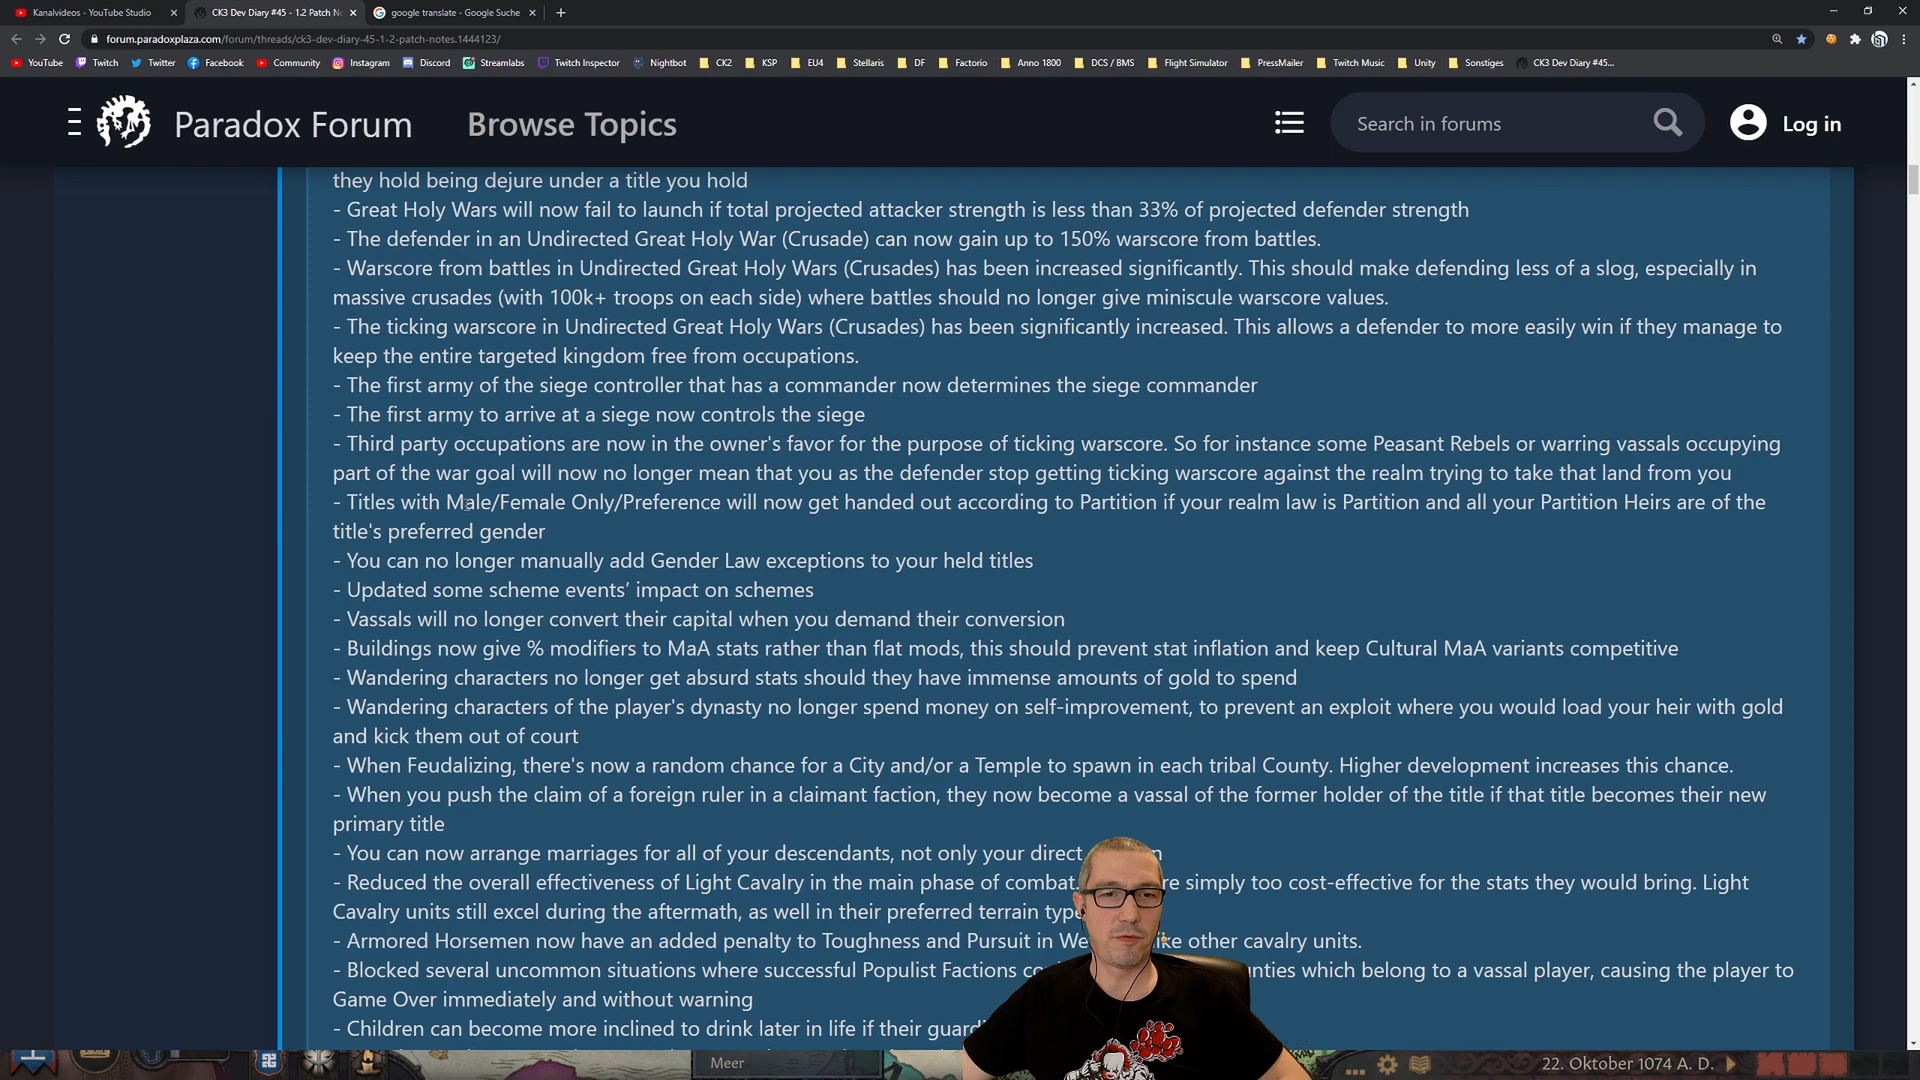 Kanalvideos - YouTube Studio
CK3 Dev Diary #45 - 1.2 Patch N
google translate - Google Suche
forum.paradoxplaza.com/forum/threads/ck3-dev-diary-45-1-2-patch-notes.1444123/
YouTube Twitch Twitter Facebook Community Instagram Discord Streamlabs Twitch Inspector Nightbot CK2 KSP EU4 Stellaris DF Factorio Anno 1800 DCS / BMS Flight Simulator PressMailer Twitch Music Unity Sonstiges CK3 Dev Diary #45...
Paradox Forum Browse Topics Search in forums Log in
they hold being dejure under a title you hold
- Great Holy Wars will now fail to launch if total projected attacker strength is less than 33% of projected defender strength
- The defender in an Undirected Great Holy War (Crusade) can now gain up to 150% warscore from battles.
- Warscore from battles in Undirected Great Holy Wars (Crusades) has been increased significantly. This should make defending less of a slog, especially in
massive crusades (with 100k+ troops on each side) where battles should no longer give miniscule warscore values.
- The ticking warscore in Undirected Great Holy Wars (Crusades) has been significantly increased. This allows a defender to more easily win if they manage to
keep the entire targeted kingdom free from occupations.
- The first army of the siege controller that has a commander now determines the siege commander
- The first army to arrive at a siege now controls the siege
- Third party occupations are now in the owner's favor for the purpose of ticking warscore. So for instance some Peasant Rebels or warring vassals occupying
part of the war goal will now no longer mean that you as the defender stop getting ticking warscore against the realm trying to take that land from you
- Titles with Male/Female Only/Preference will now get handed out according to Partition if your realm law is Partition and all your Partition Heirs are of the
title's preferred gender
- You can no longer manually add Gender Law exceptions to your held titles
- Updated some scheme events’ impact on schemes
- Vassals will no longer convert their capital when you demand their conversion
- Buildings now give % modifiers to MaA stats rather than flat mods, this should prevent stat inflation and keep Cultural MaA variants competitive
- Wandering characters no longer get absurd stats should they have immense amounts of gold to spend
- Wandering characters of the player's dynasty no longer spend money on self-improvement, to prevent an exploit where you would load your heir with gold
and kick them out of court
- When Feudalizing, there's now a random chance for a City and/or a Temple to spawn in each tribal County. Higher development increases this chance.
- When you push the claim of a foreign ruler in a claimant faction, they now become a vassal of the former holder of the title if that title becomes their new
primary title
- You can now arrange marriages for all of your descendants, not only your direct
- Reduced the overall effectiveness of Light Cavalry in the main phase of combat. re simply too cost-effective for the stats they would bring. Light
Cavalry units still excel during the aftermath, as well in their preferred terrain type
- Armored Horsemen now have an added penalty to Toughness and Pursuit in We ike other cavalry units.
- Blocked several uncommon situations where successful Populist Factions co nties which belong to a vassal player, causing the player to
Game Over immediately and without warning
- Children can become more inclined to drink later in life if their guard
Meer
22. Oktober 1074 A. D.